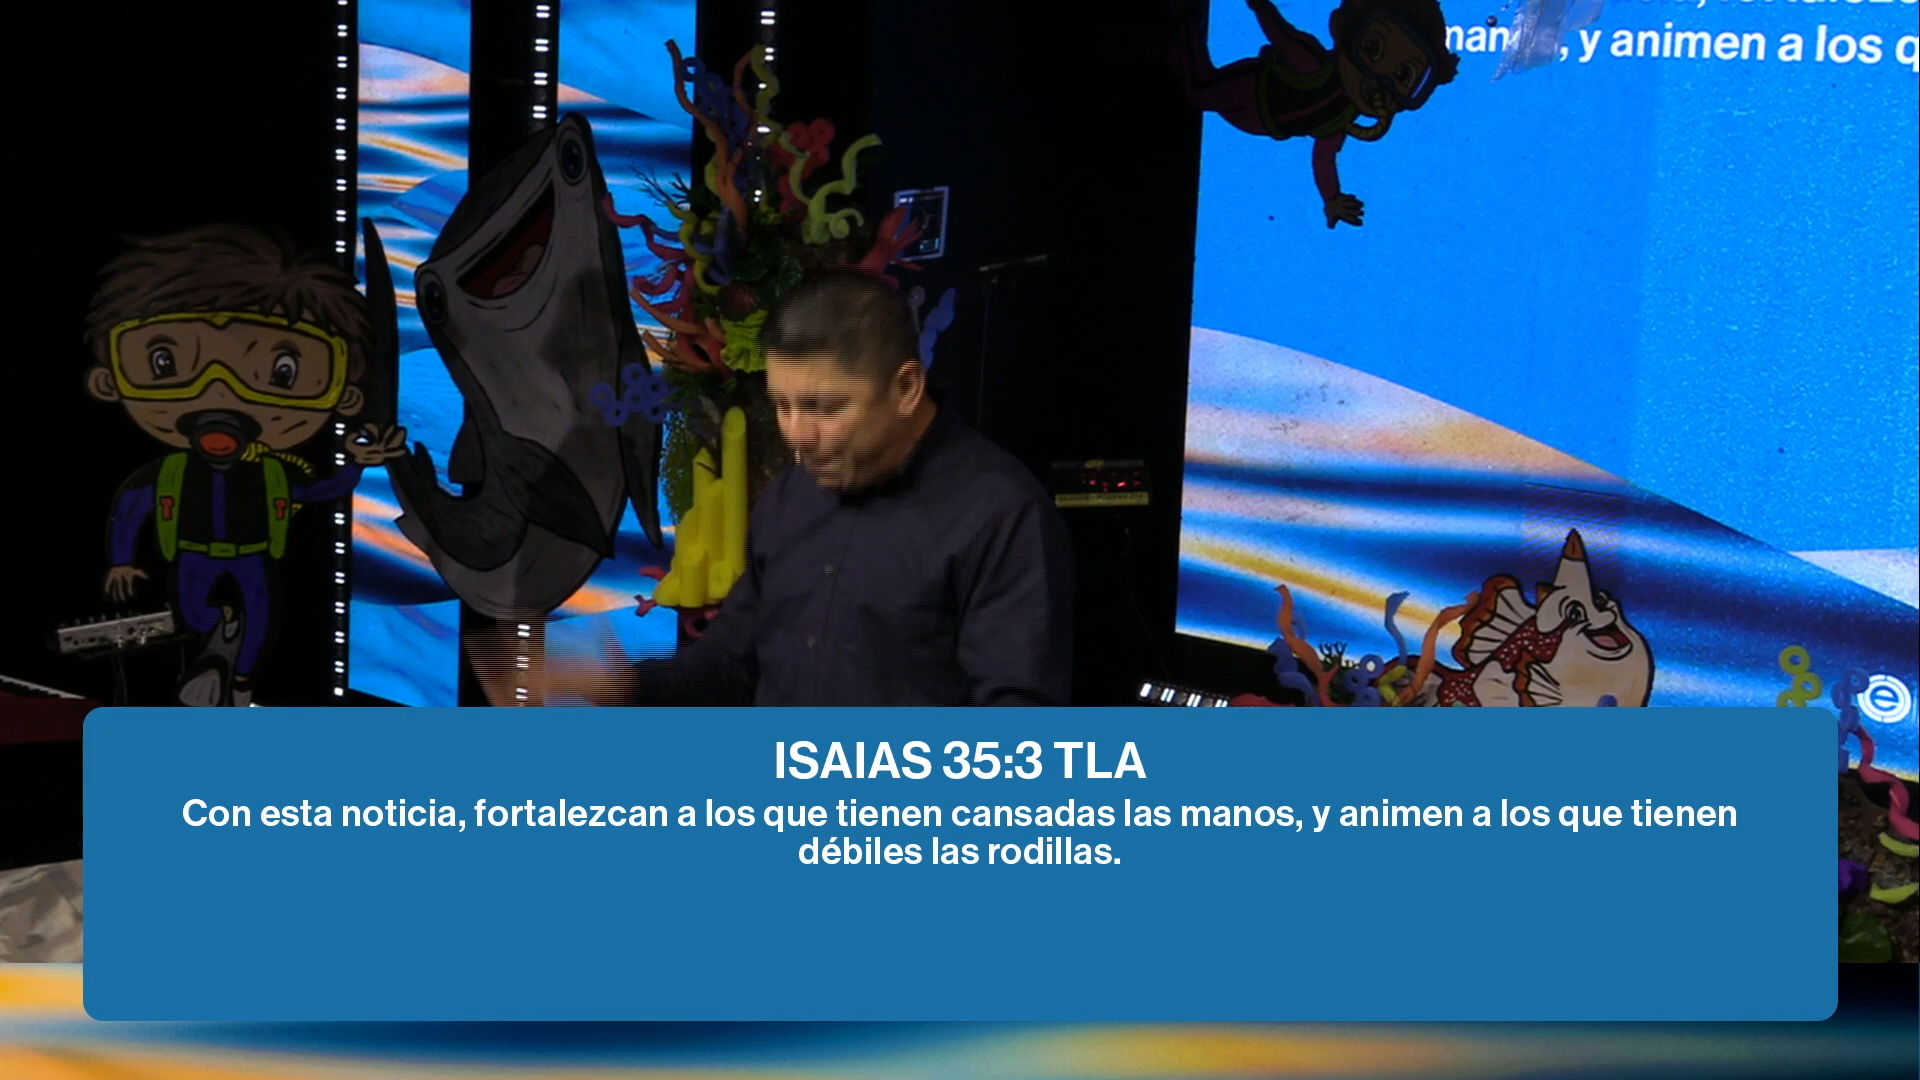 , y animen a los q
ISAIAS 35:3 TLA
Con esta noticia, fortalezcan a los que tienen cansadas las manos, y animen a los que tienen
débiles las rodillas.
e